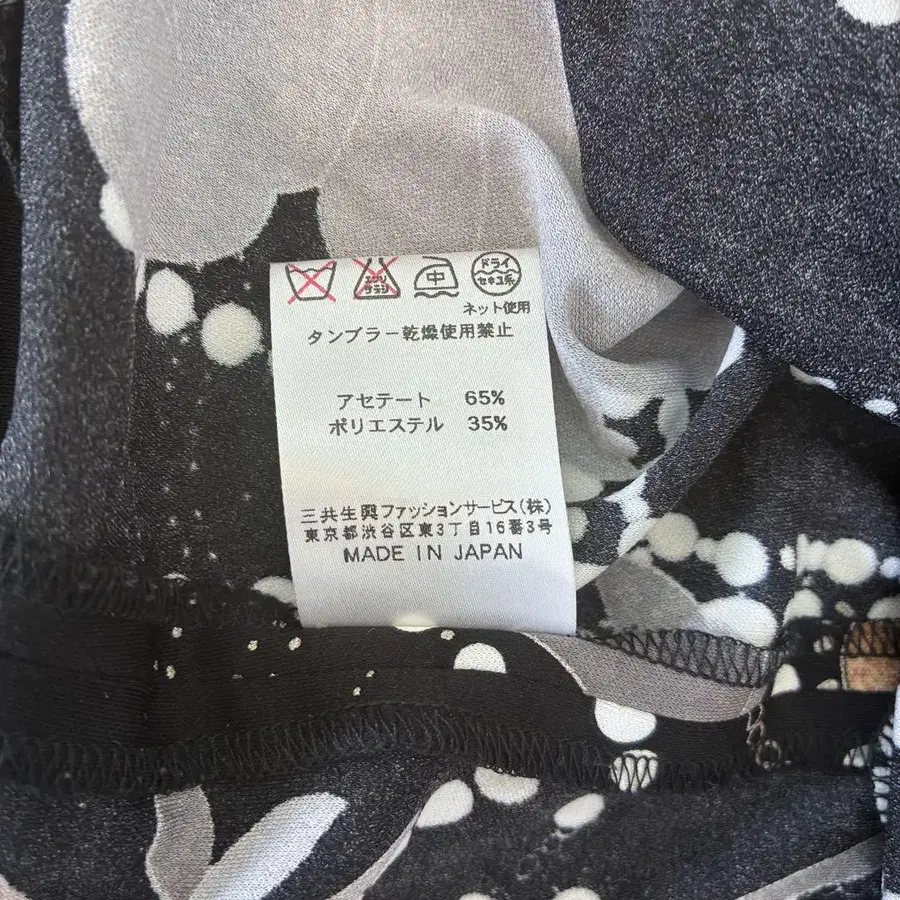 エンソ サラシ 中 ドライ セキユ系
ネット使用
タンブラー乾燥使用禁止
アセテート 65%
ポリエステル 35%
三共生興ファッションサービス(株)
東京都渋谷区東3丁目16番3号
MADE IN JAPAN